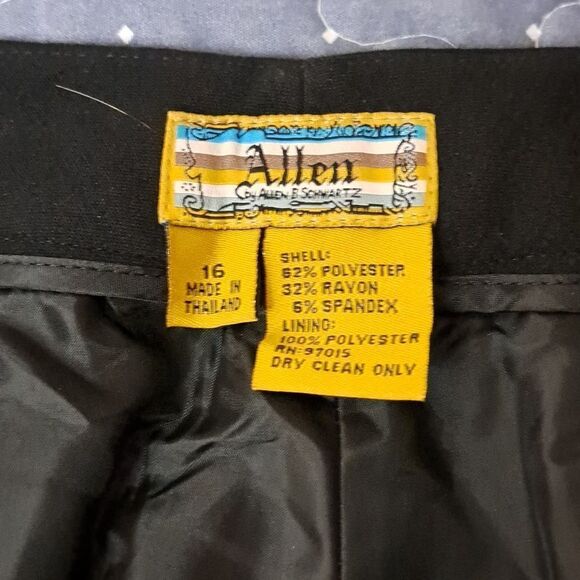 Allen
BY ALLEN B. SCHWARTZ
16
MADE IN
THAILAND
SHELL:
62% POLYESTER
32% RAYON
6% SPANDEX
LINING:
100% POLYESTER
RN: 97015
DRY CLEAN ONLY